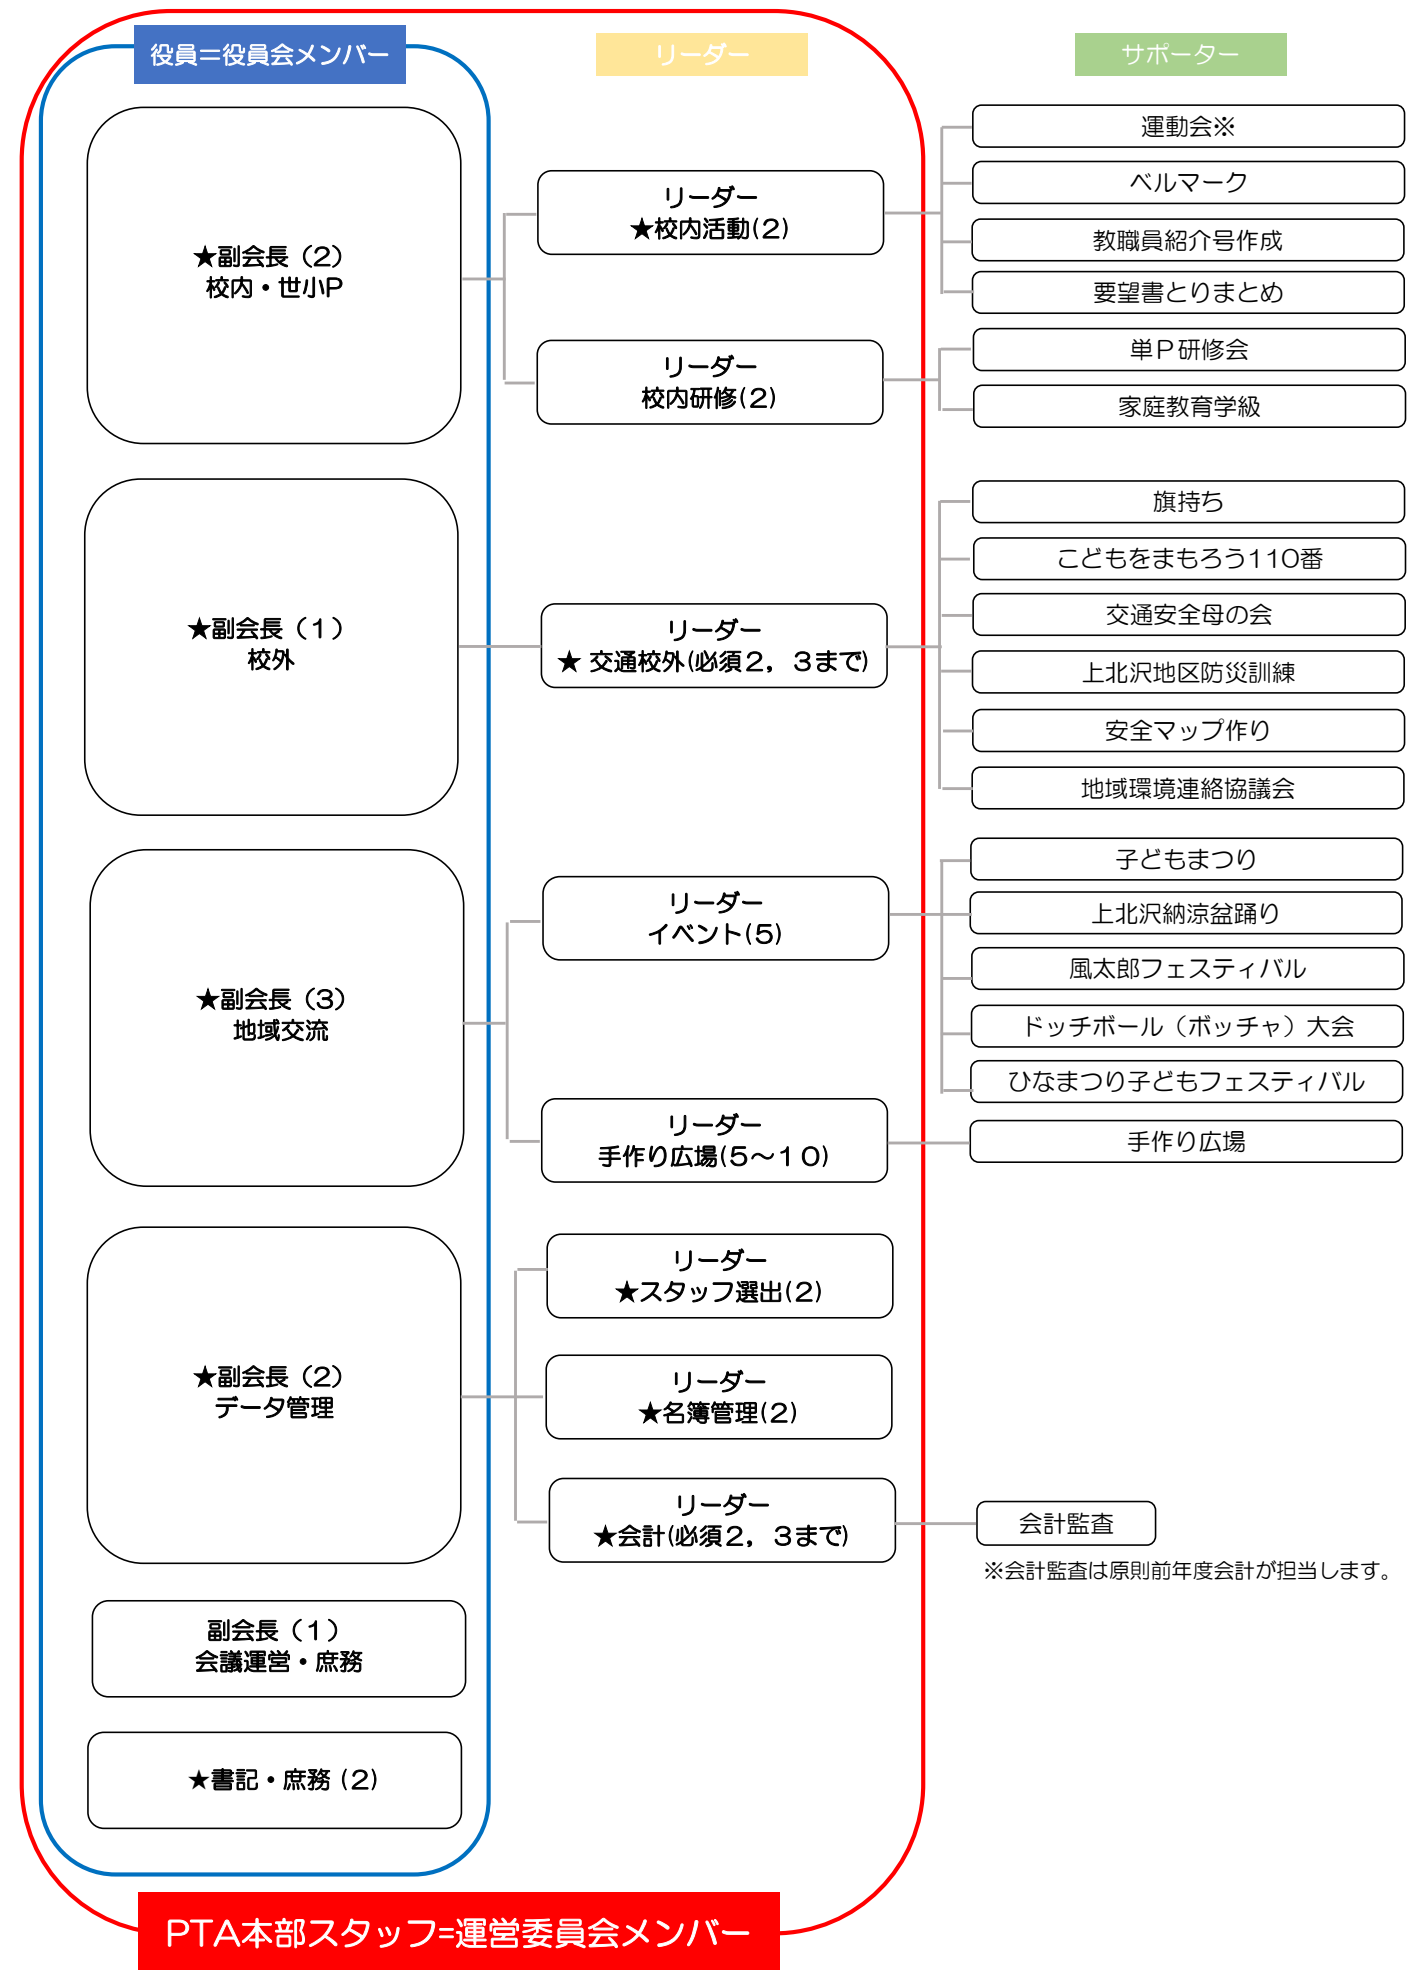 役員=役員会メンバー
リーダー
サポーター
★副会長（2）
校内・世小P
リーダー
★校内活動(2)
運動会※
ベルマーク
教職員紹介号作成
要望書とりまとめ
リーダー
校内研修(2)
単P研修会
家庭教育学級
★副会長（1）
校外
リーダー
★ 交通校外(必須２，３まで)
旗持ち
こどもをまもろう110番
交通安全母の会
上北沢地区防災訓練
安全マップ作り
地域環境連絡協議会
★副会長（3）
地域交流
リーダー
イベント(5)
子どもまつり
上北沢納涼盆踊り
風太郎フェスティバル
ドッチボール（ボッチャ）大会
ひなまつり子どもフェスティバル
リーダー
手作り広場(５～１０)
手作り広場
★副会長（2）
データ管理
リーダー
★スタッフ選出(2)
リーダー
★名簿管理(2)
リーダー
★会計(必須２，３まで)
会計監査
※会計監査は原則前年度会計が担当します。
副会長（1）
会議運営・庶務
★書記・庶務 (2)
PTA本部スタッフ=運営委員会メンバー